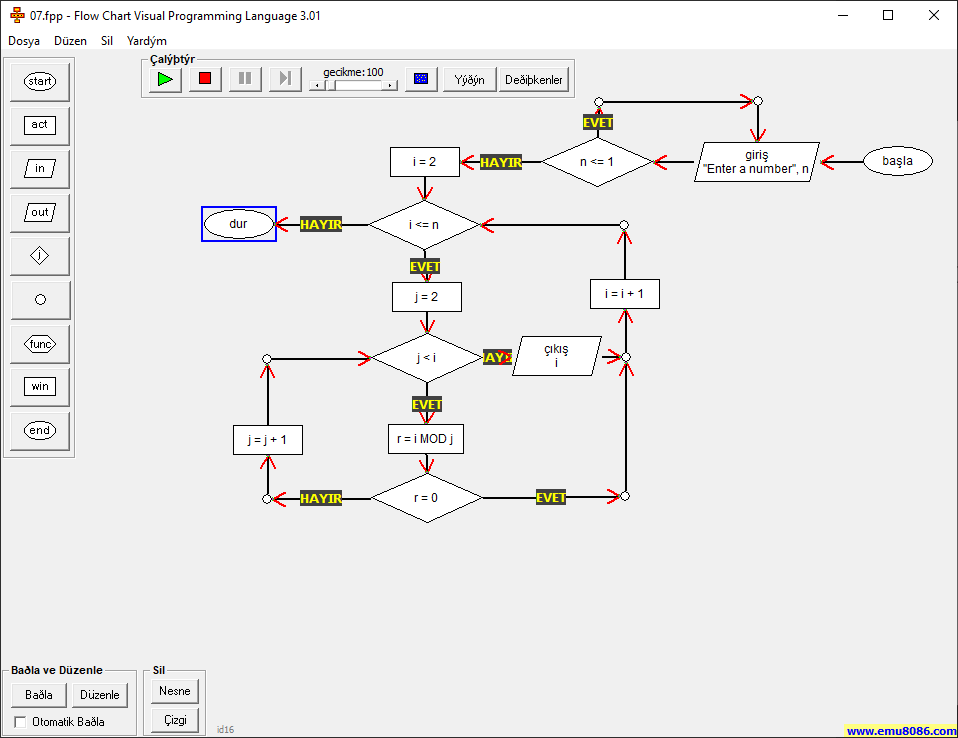 07.fpp - Flow Chart Visual Programming Language 3.01
Dosya Düzen Sil Yardým
Çalýþtýr
gecikme:100
Yýðýn
Deðiþkenler
start
act
in
out
j
func
win
end
başla
giriş
"Enter a number", n
n <= 1
EVET
HAYIR
i = 2
i <= n
HAYIR
dur
EVET
j = 2
i = i + 1
j < i
çıkış
i
EVET
r = i MOD j
j = j + 1
r = 0
HAYIR
EVET
Baðla ve Düzenle
Baðla
Düzenle
Otomatik Baðla
Sil
Nesne
Çizgi
id16
www.emu8086.com